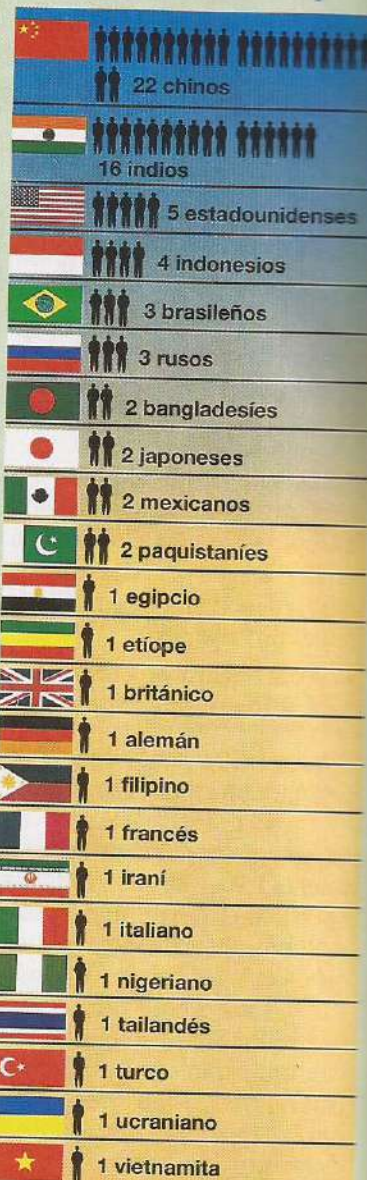 22 chinos
16 indios
5 estadounidenses
4 indonesios
3 brasileños
3 rusos
2 bangladesíes
2 japoneses
2 mexicanos
2 paquistaníes
1 egipcio
1 etíope
1 británico
1 alemán
1 filipino
1 francés
1 iraní
1 italiano
1 nigeriano
1 tailandés
1 turco
1 ucraniano
1 vietnamita